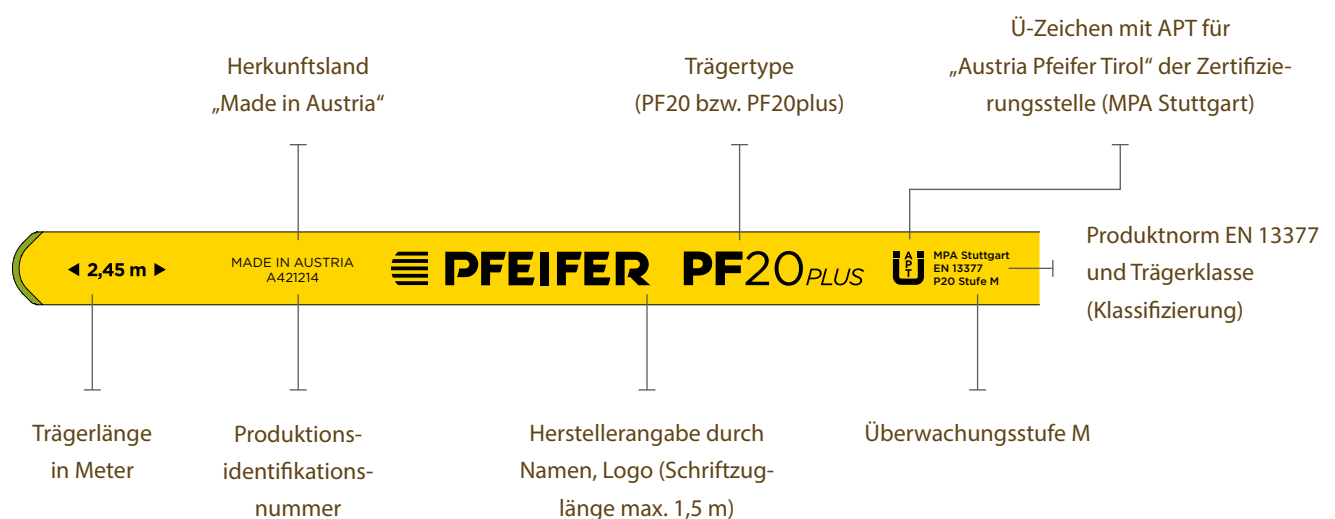 Herkunftsland
„Made in Austria“
Trägertype
(PF20 bzw. PF20plus)
Ü-Zeichen mit APT für
„Austria Pfeifer Tirol“ der Zertifizie-
rungsstelle (MPA Stuttgart)
◄ 2,45 m ►
MADE IN AUSTRIA
A421214
PFEIFER
PF20 PLUS
Ü
APT
MPA Stuttgart
EN 13377
P20 Stufe M
Produktnorm EN 13377
und Trägerklasse
(Klassifizierung)
Trägerlänge
in Meter
Produktions-
identifikations-
nummer
Herstellerangabe durch
Namen, Logo (Schriftzug-
länge max. 1,5 m)
Überwachungsstufe M